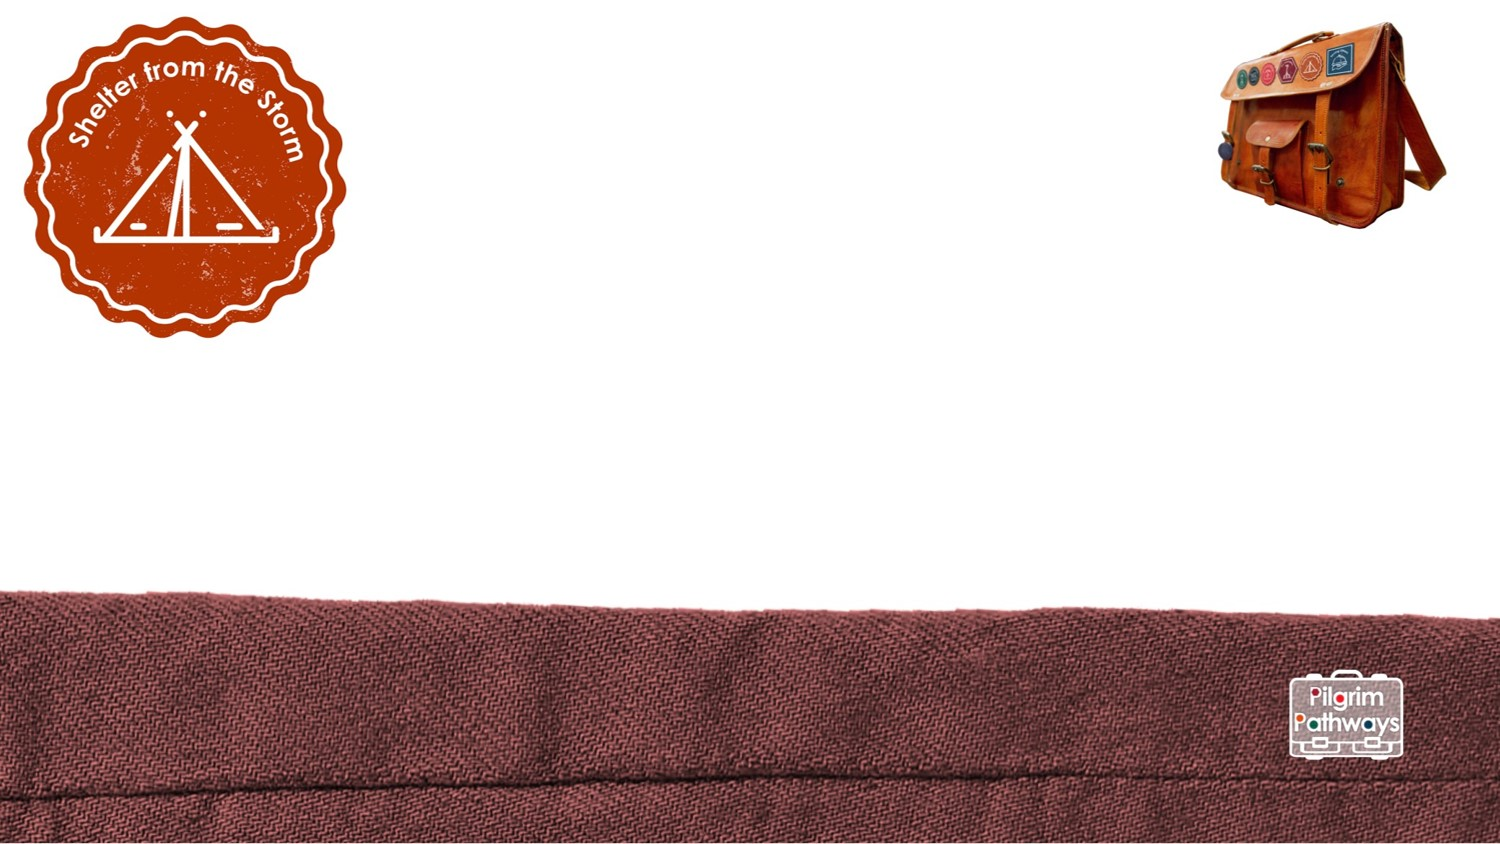 Shelter from the Storm
Pilgrim
Pathways